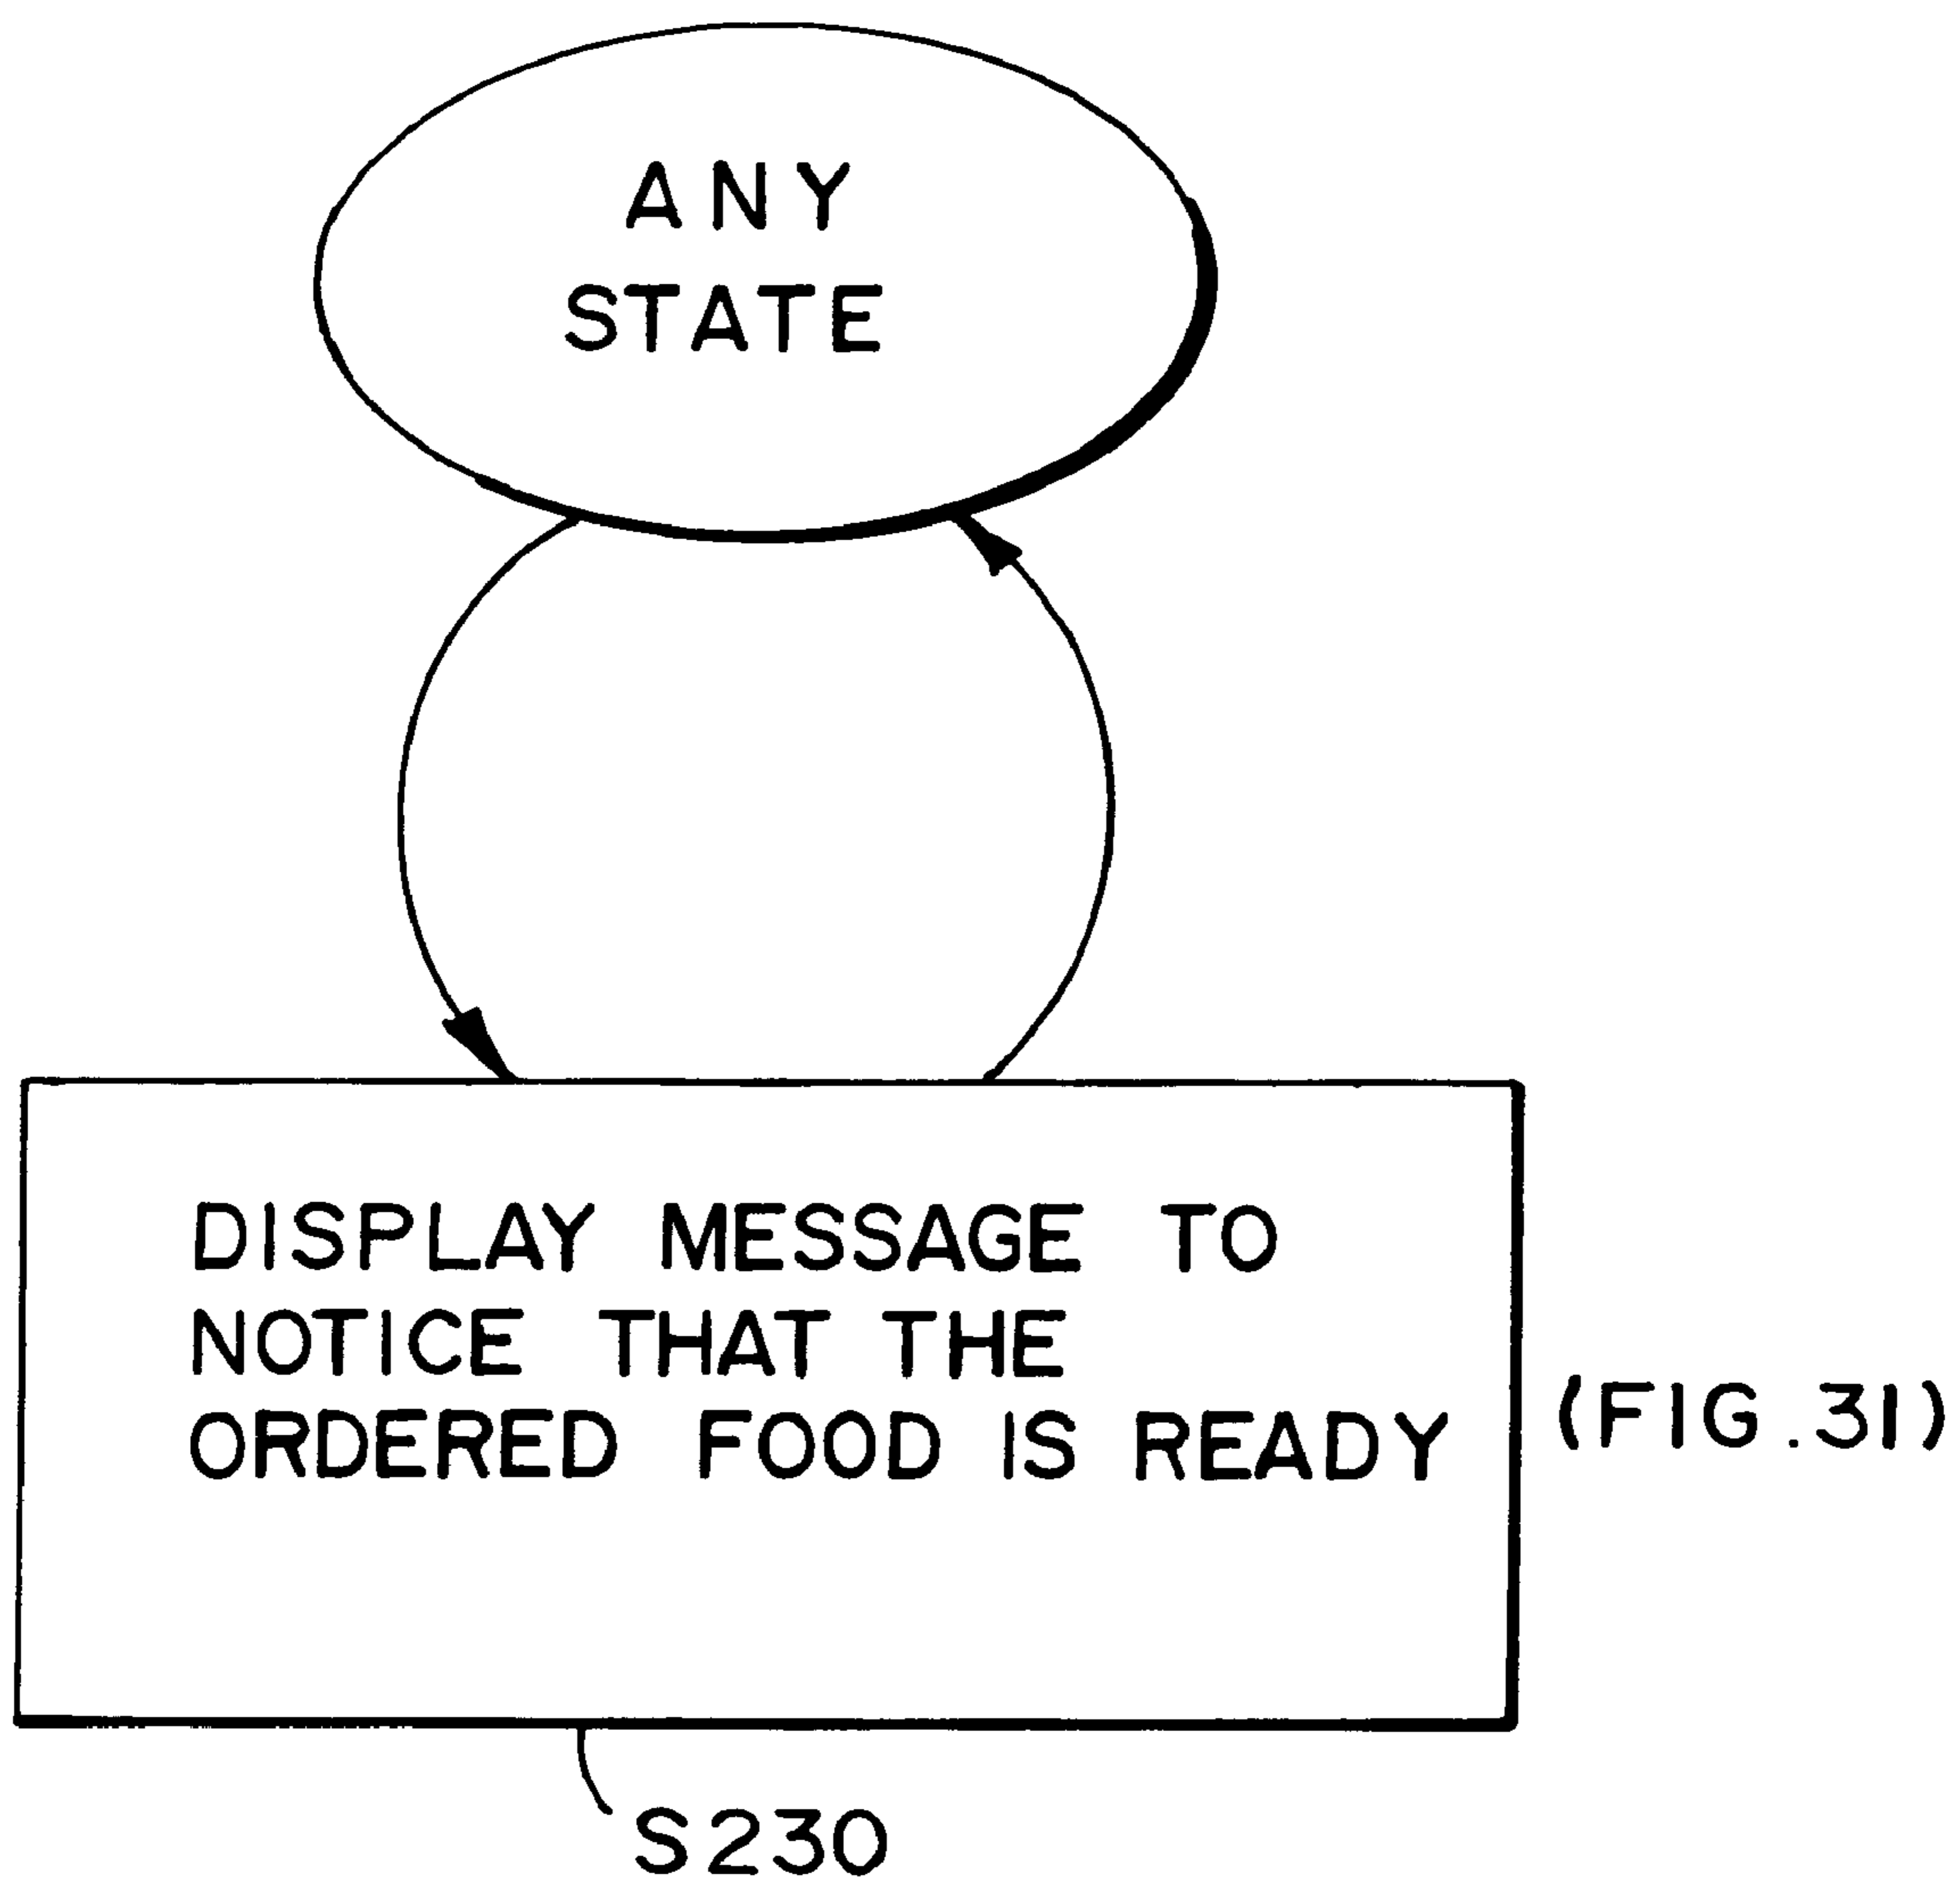 ANY
STATE
DISPLAY MESSAGE TO
NOTICE THAT THE
ORDERED FOOD IS READY
(FIG.31)
S230